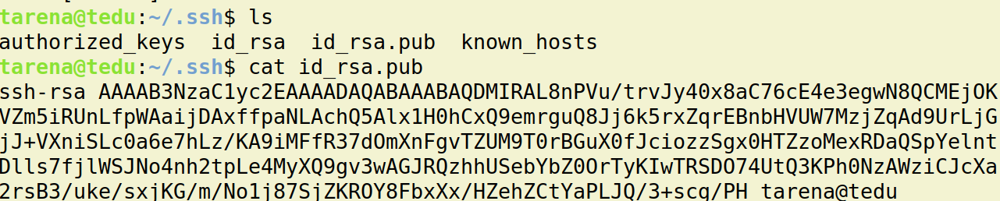 tarena@tedu:~/.ssh$ ls
authorized_keys  id_rsa  id_rsa.pub  known_hosts
tarena@tedu:~/.ssh$ cat id_rsa.pub
ssh-rsa AAAAB3NzaC1yc2EAAAADAQABAAABAQDMIRAL8nPVu/trvJy40x8aC76cE4e3egwN8QCMEjOK
VZm5iRUnLfpWAaijDAxffpaNLAchQ5Alx1H0hCxQ9emrguQ8Jj6k5rxZqrEBnbHVUW7MzjZqAd9UrLjG
jJ+VXniSLc0a6e7hLz/KA9iMFfR37dOmXnFgvTZUM9T0rBGuX0fJciozzSgx0HTZzoMexRDaQSpYelnt
Dlls7fjlWSJNo4nh2tpLe4MyXQ9gv3wAGJRQzhhUSebYbZ0OrTyKIwTRSDO74UtQ3KPh0NzAWziCJcXa
2rsB3/uke/sxjKG/m/No1j87SjZKROY8FbxXx/HZehZCtYaPLJQ/3+scg/PH tarena@tedu